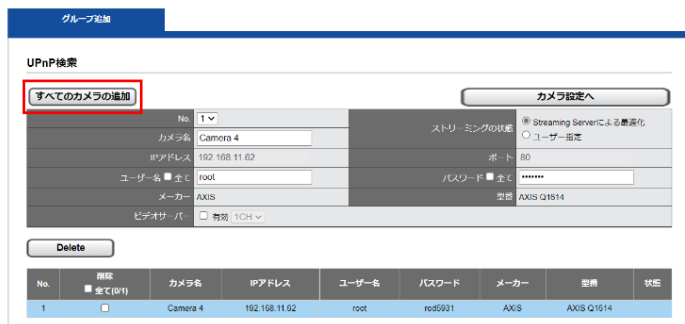 グループ追加
UPnP検索
すべてのカメラの追加 カメラ設定へ
No. 1 ストリーミングの状態 Streaming Serverによる最適化
ユーザー指定
カメラ名 Camera 4
IPアドレス 192.168.11.62 ポート 80
ユーザー名 全て root パスワード 全て •••••••
メーカー AXIS 型番 AXIS Q1614
ビデオサーバー 有効 1CH
Delete
No. 削除 全て(0/1) カメラ名 IPアドレス ユーザー名 パスワード メーカー 型番 状態
1 Camera 4 192.168.11.62 root rod5931 AXIS AXIS Q1614